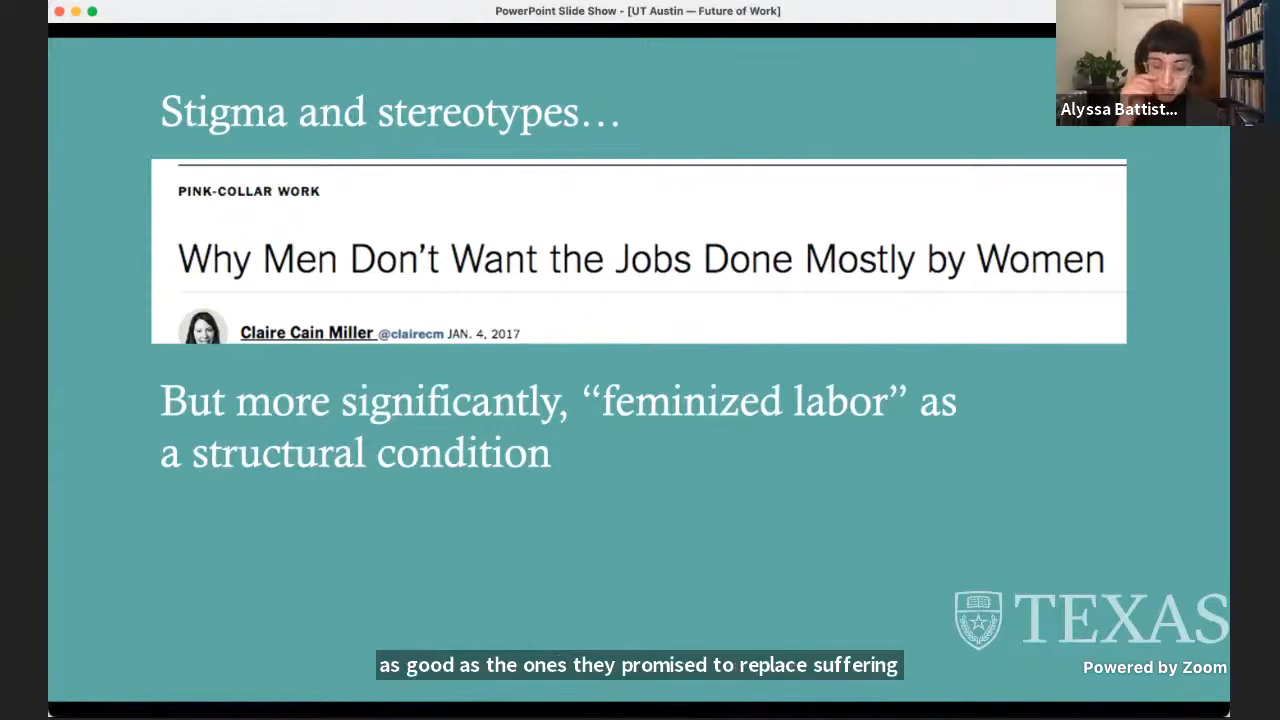 PowerPoint Slide Show - [UT Austin — Future of Work]
Alyssa Battist...
Stigma and stereotypes…
PINK-COLLAR WORK
Why Men Don’t Want the Jobs Done Mostly by Women
Claire Cain Miller @clairecm JAN. 4, 2017
But more significantly, “feminized labor” as
a structural condition
TEXAS
as good as the ones they promised to replace suffering
Powered by Zoom